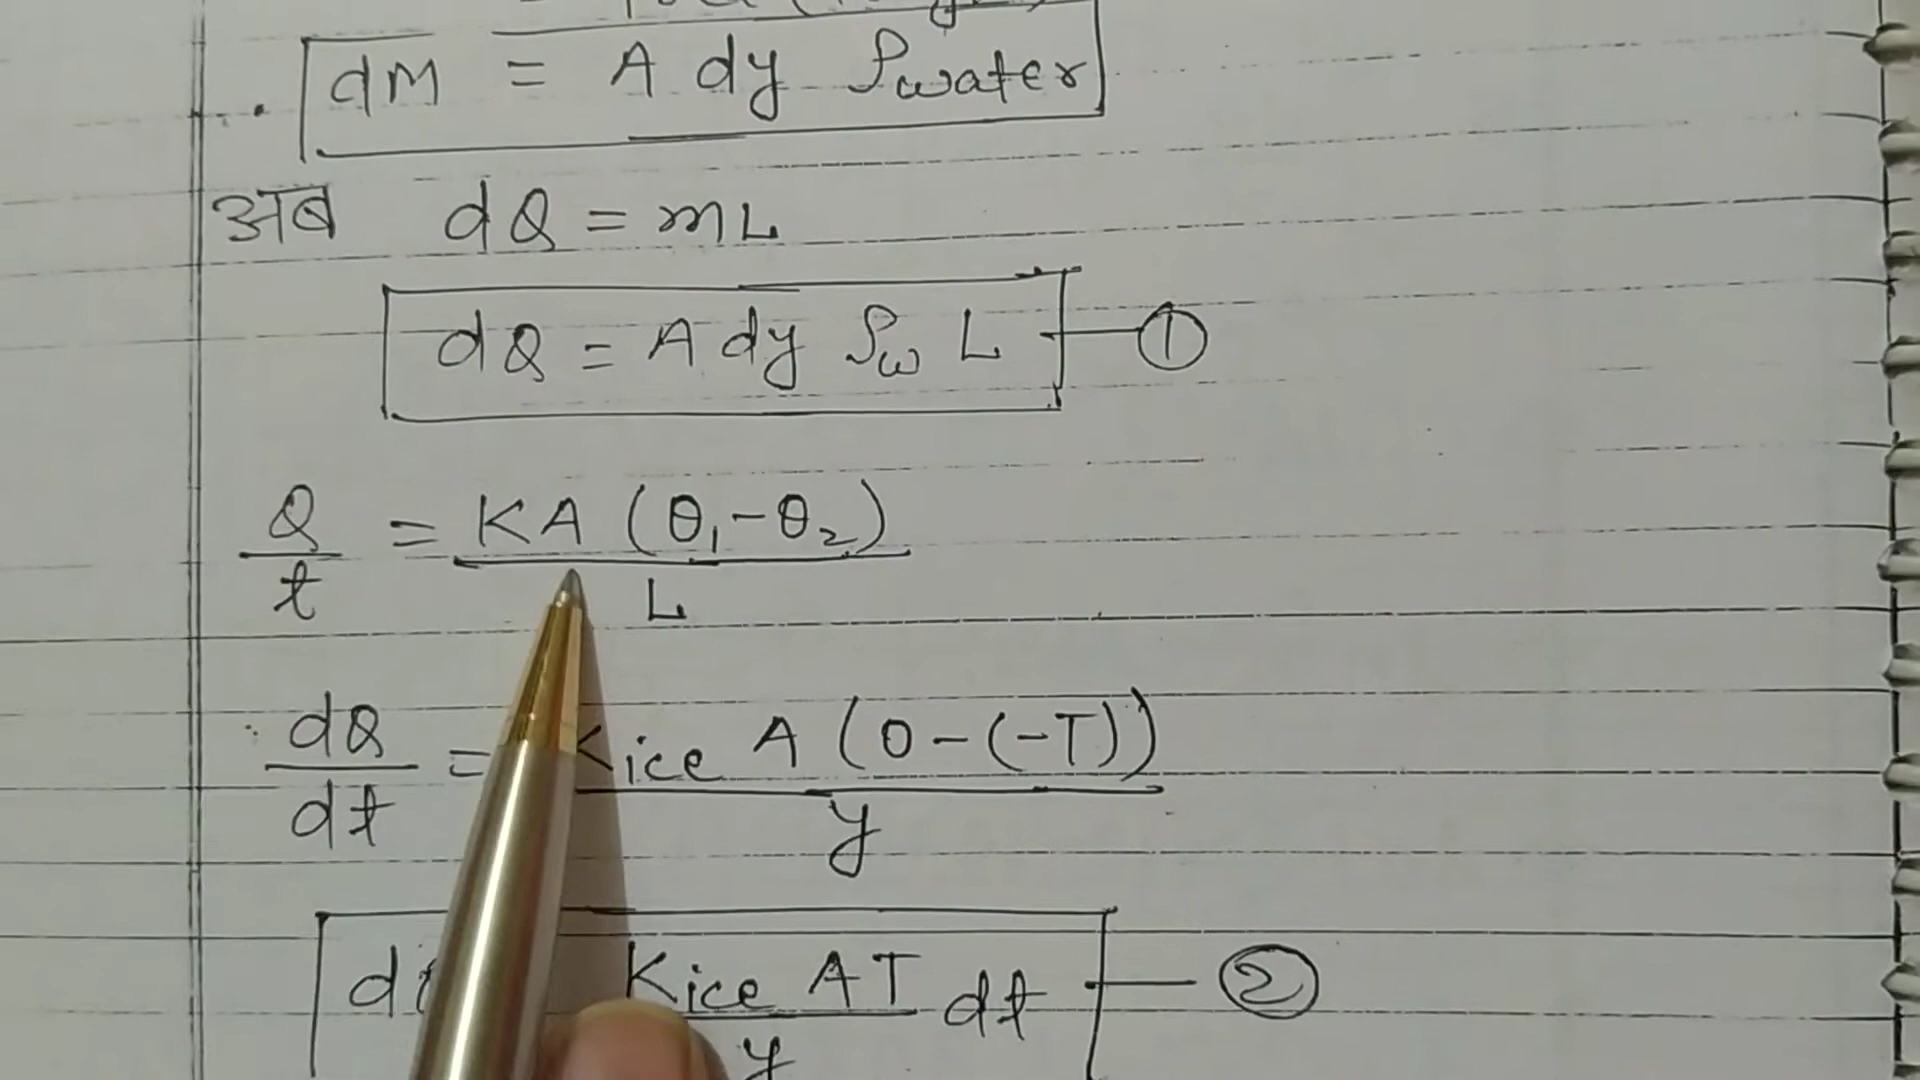 dM = A dy ρwater
अब dQ = mL
dQ = A dy ρω L — ①
Q/t = KA (θ₁-θ₂)/L
dQ/dt = Kice A (0-(-T))/y
Kice AT/y dt — ②